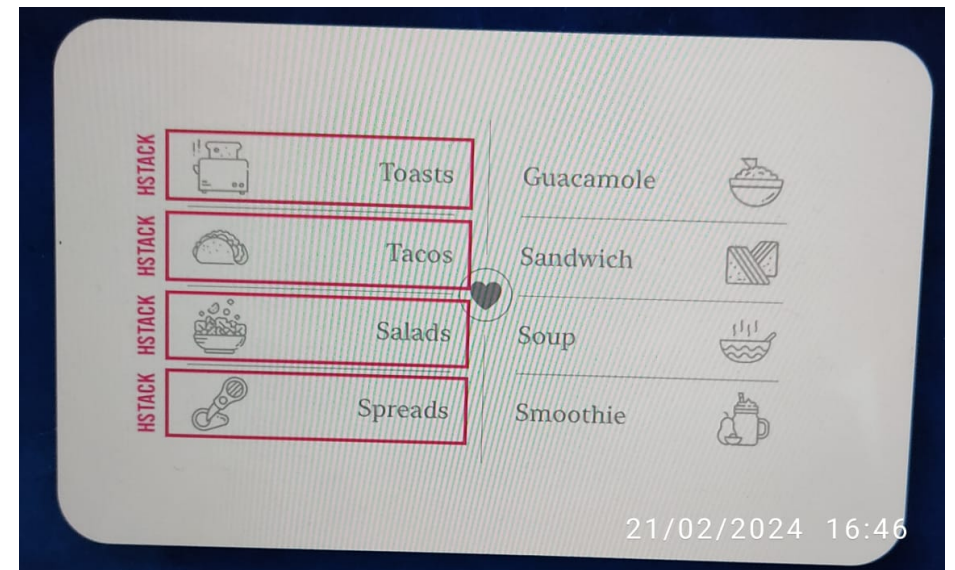 HSTACK
Toasts
HSTACK
Tacos
HSTACK
Salads
HSTACK
Spreads
Guacamole
Sandwich
Soup
Smoothie
21/02/2024 16:46